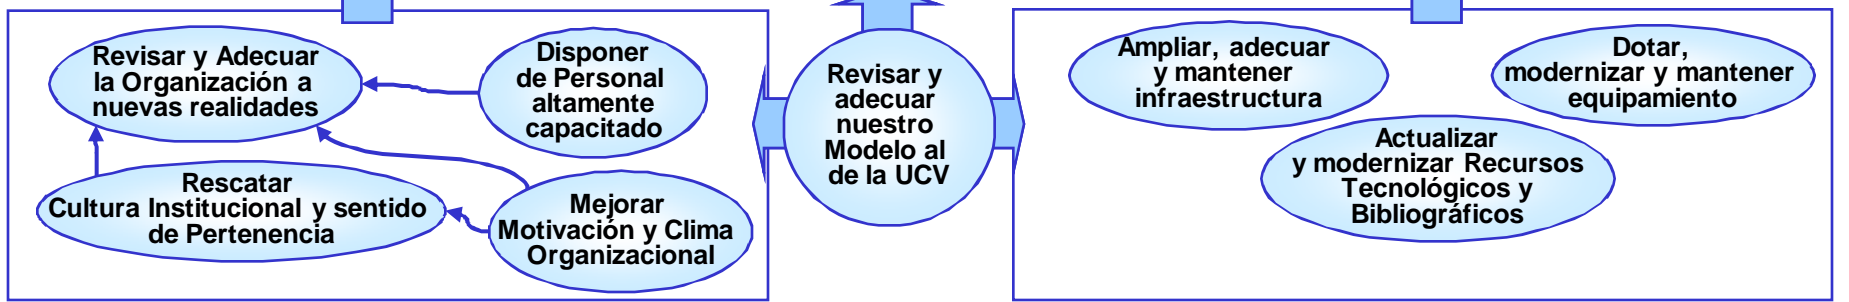 Revisar y Adecuar
la Organización a
nuevas realidades
Disponer
de Personal
altamente
capacitado
Rescatar
Cultura Institucional y sentido
de Pertenencia
Mejorar
Motivación y Clima
Organizacional
Revisar y
adecuar
nuestro
Modelo al
de la UCV
Ampliar, adecuar
y mantener
infraestructura
Dotar,
modernizar y mantener
equipamiento
Actualizar
y modernizar Recursos
Tecnológicos y
Bibliográficos